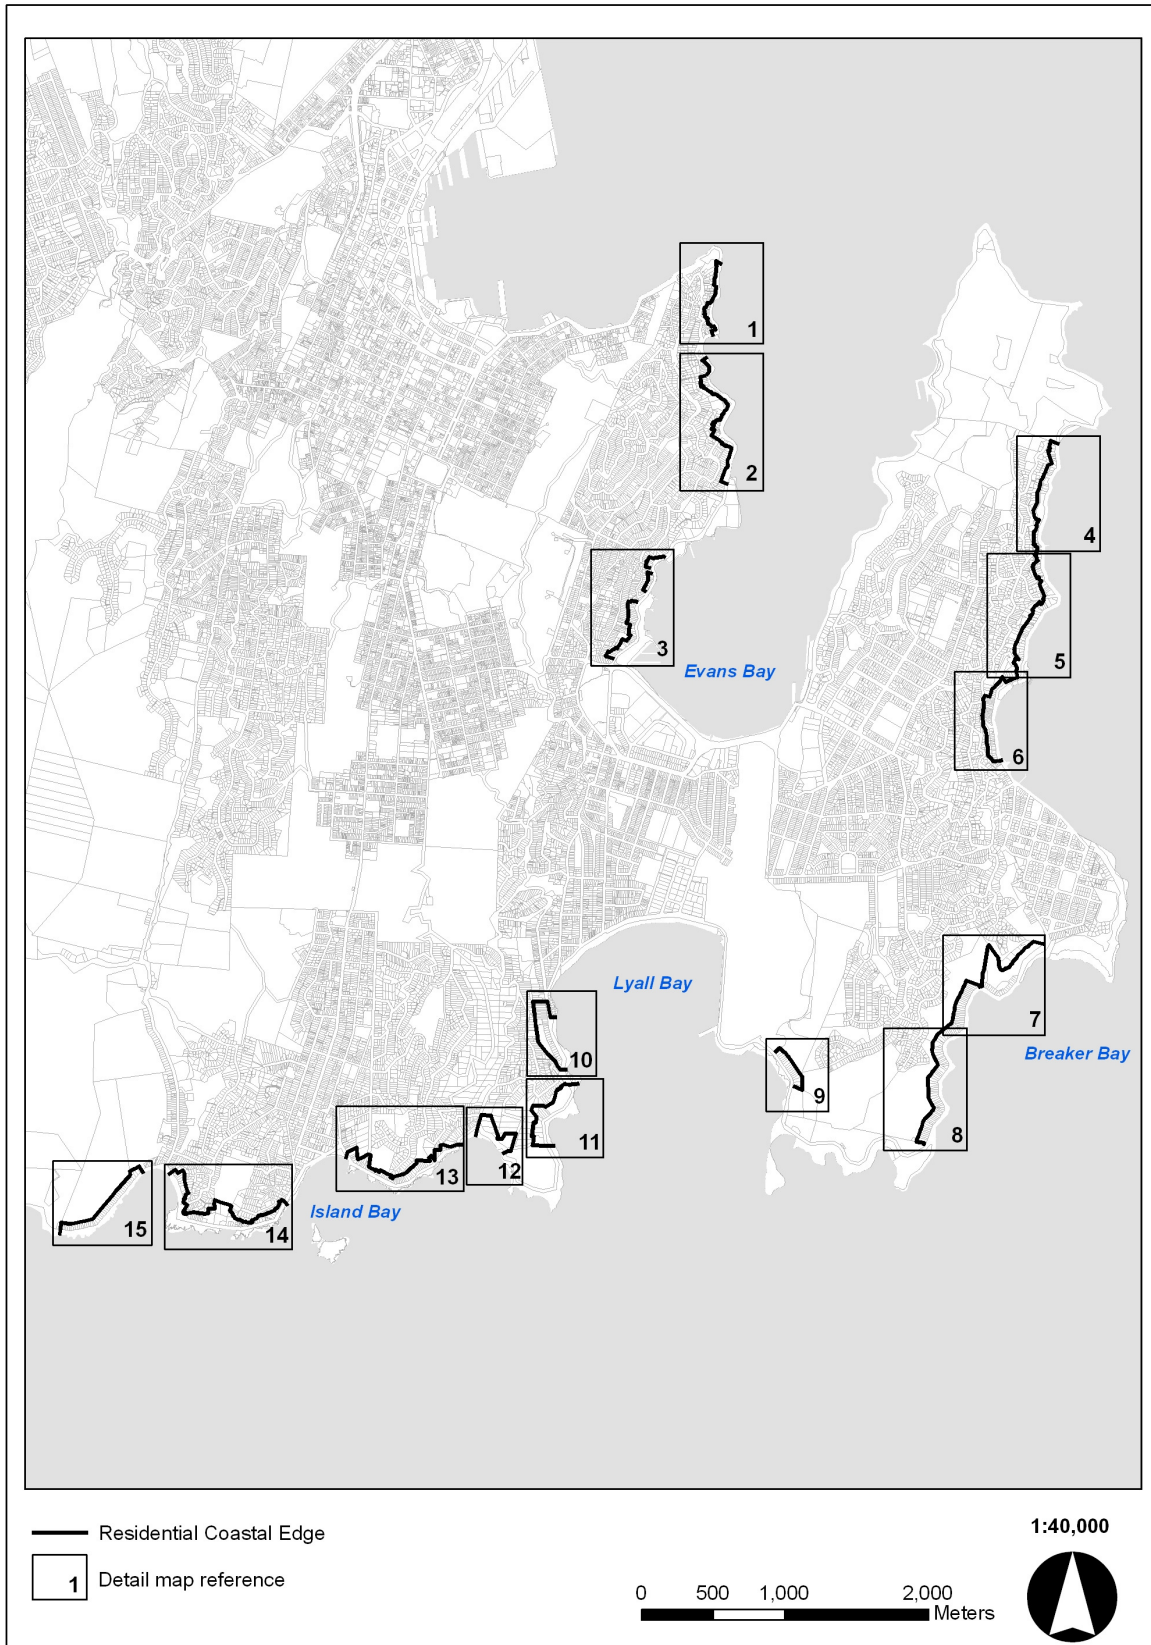 1
2
3
4
Evans Bay
5
6
Lyall Bay
7
Breaker Bay
10
9
8
11
12
13
Island Bay
14
15
Residential Coastal Edge
1 Detail map reference
1:40,000
0 500 1,000 2,000
Meters